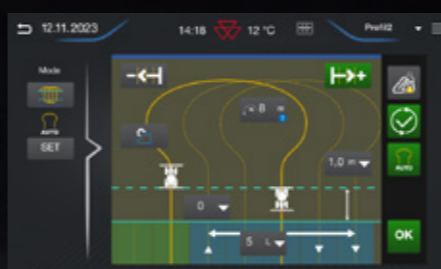 12.11.2023
14:18
12 °C
Profil2
Mode
AUTO
SET
< 8 m
1,0 m
0
5 L
AUTO
OK